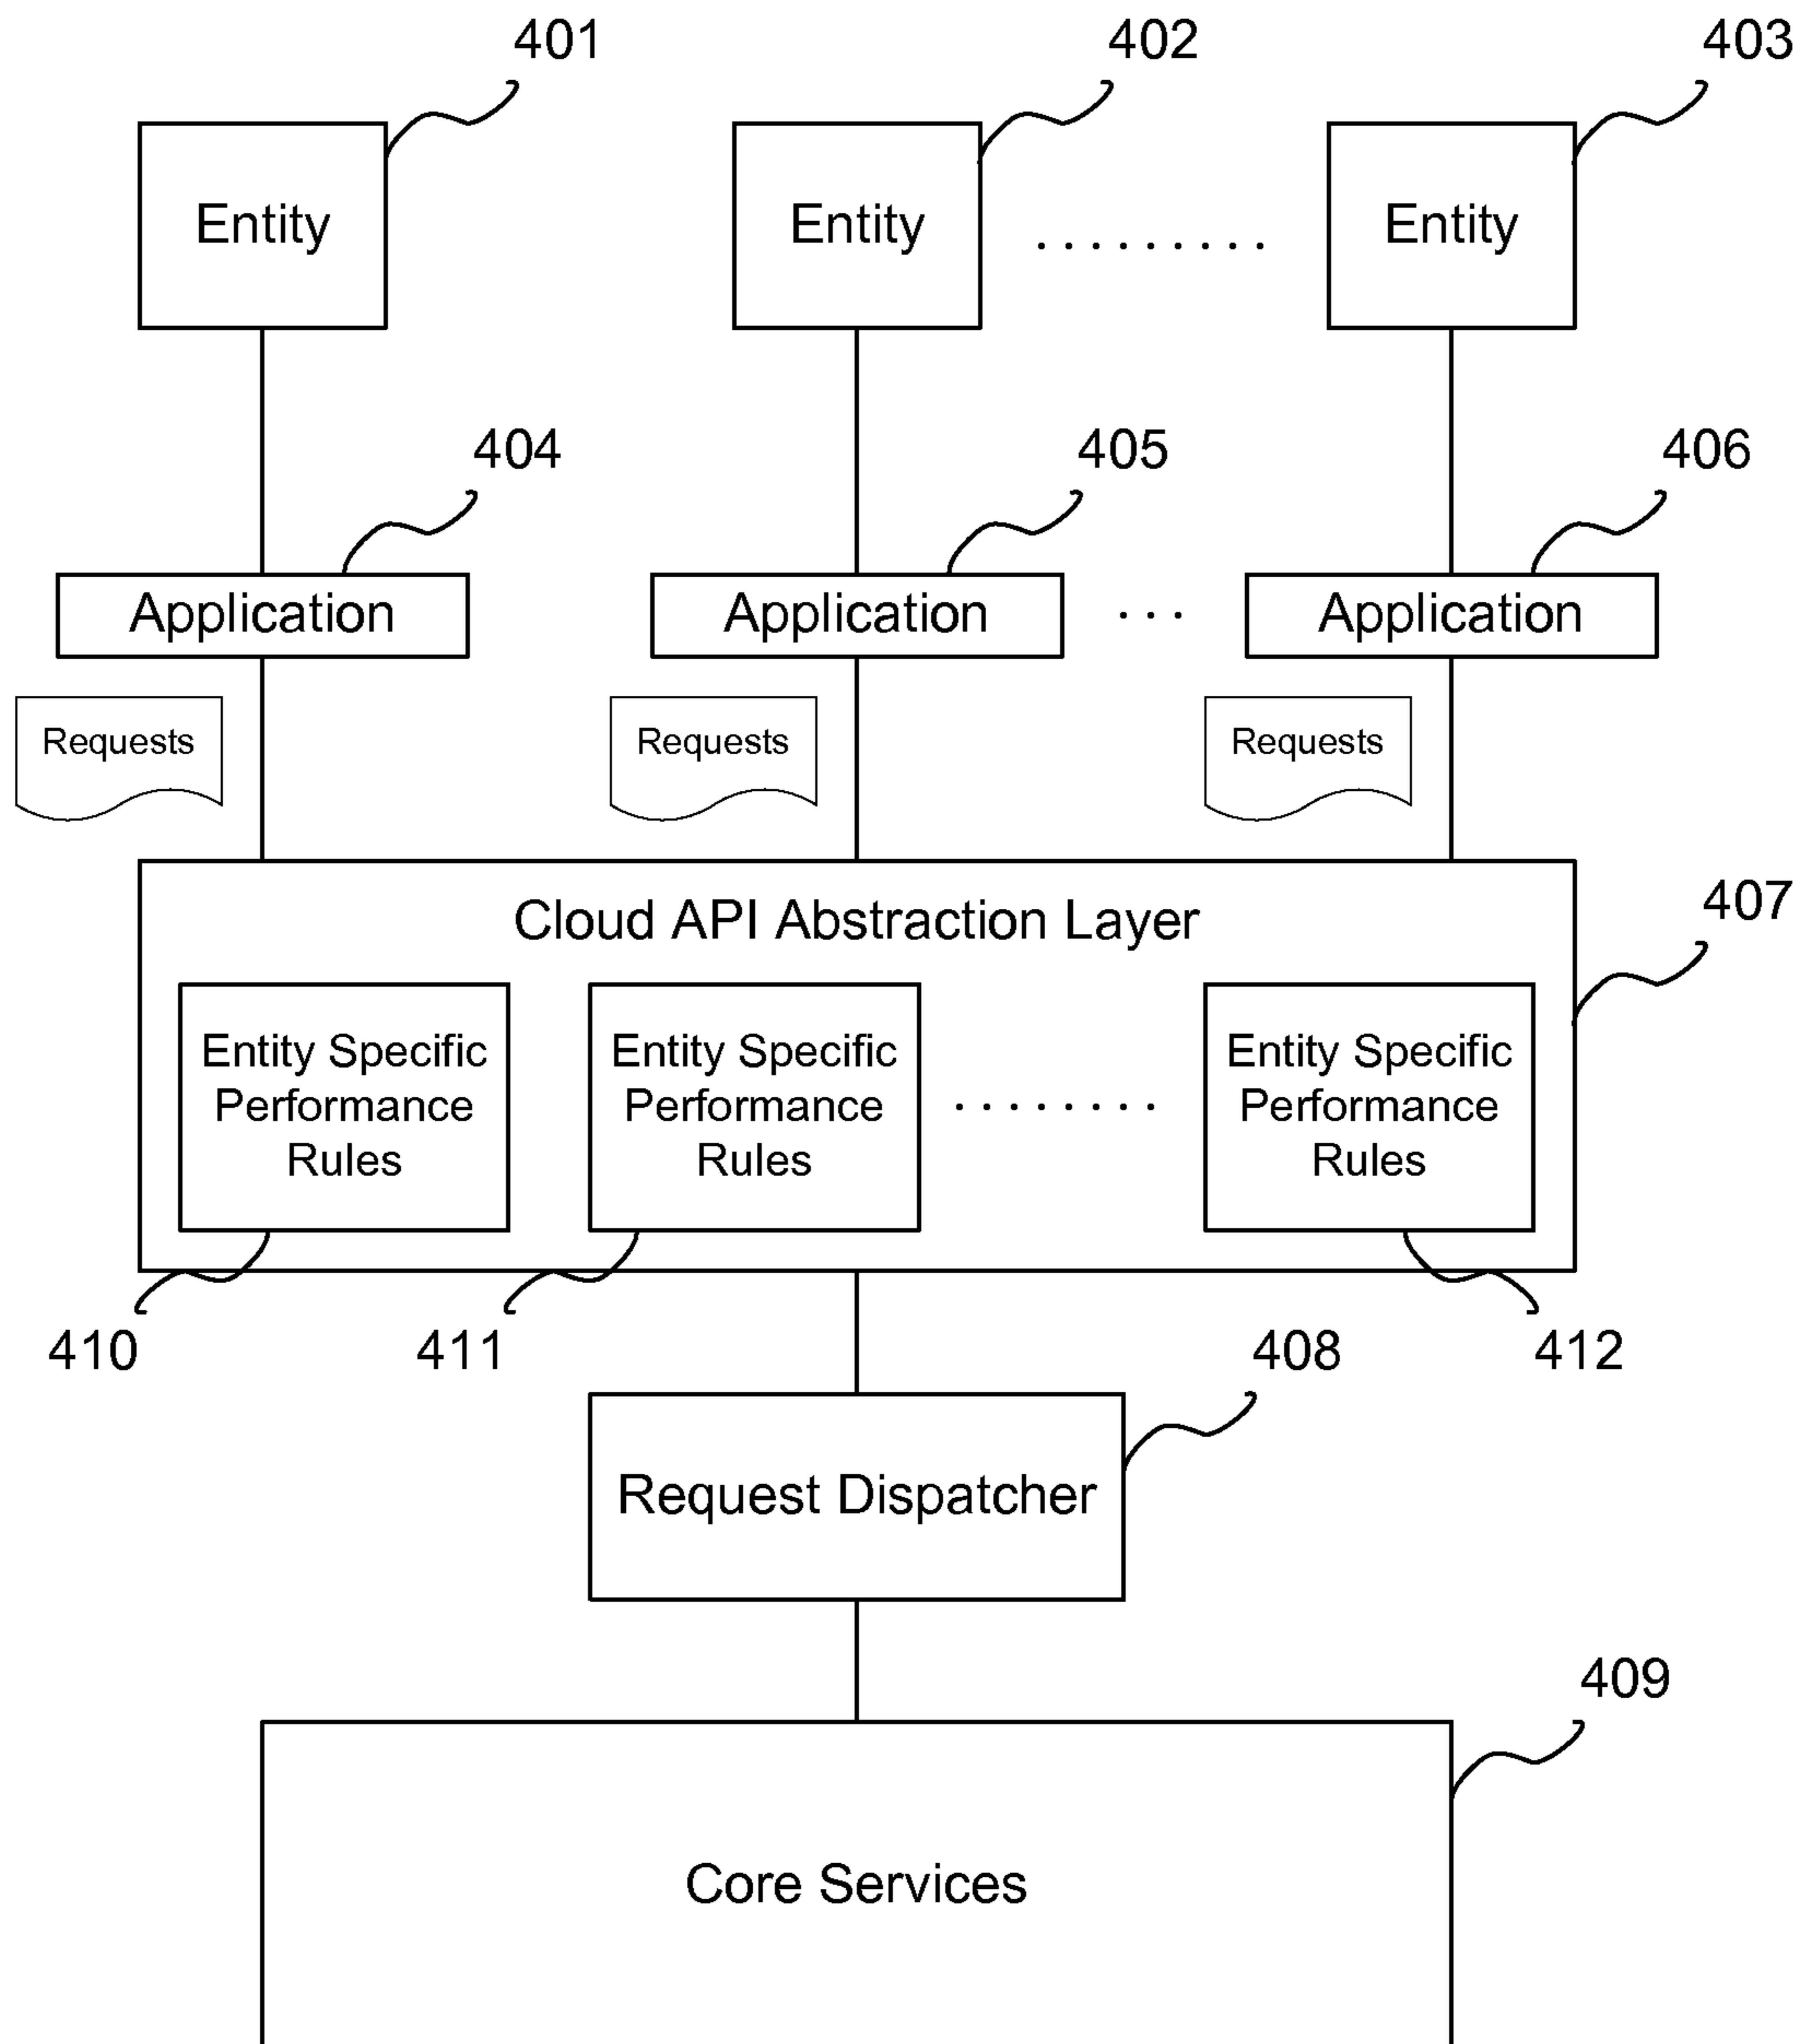 401
402
403
Entity
Entity
.........
Entity
404
405
406
Application
Application
...
Application
Requests
Requests
Requests
Cloud API Abstraction Layer
407
Entity Specific
Performance
Rules
Entity Specific
Performance
Rules
........
Entity Specific
Performance
Rules
410
411
408
412
Request Dispatcher
409
Core Services